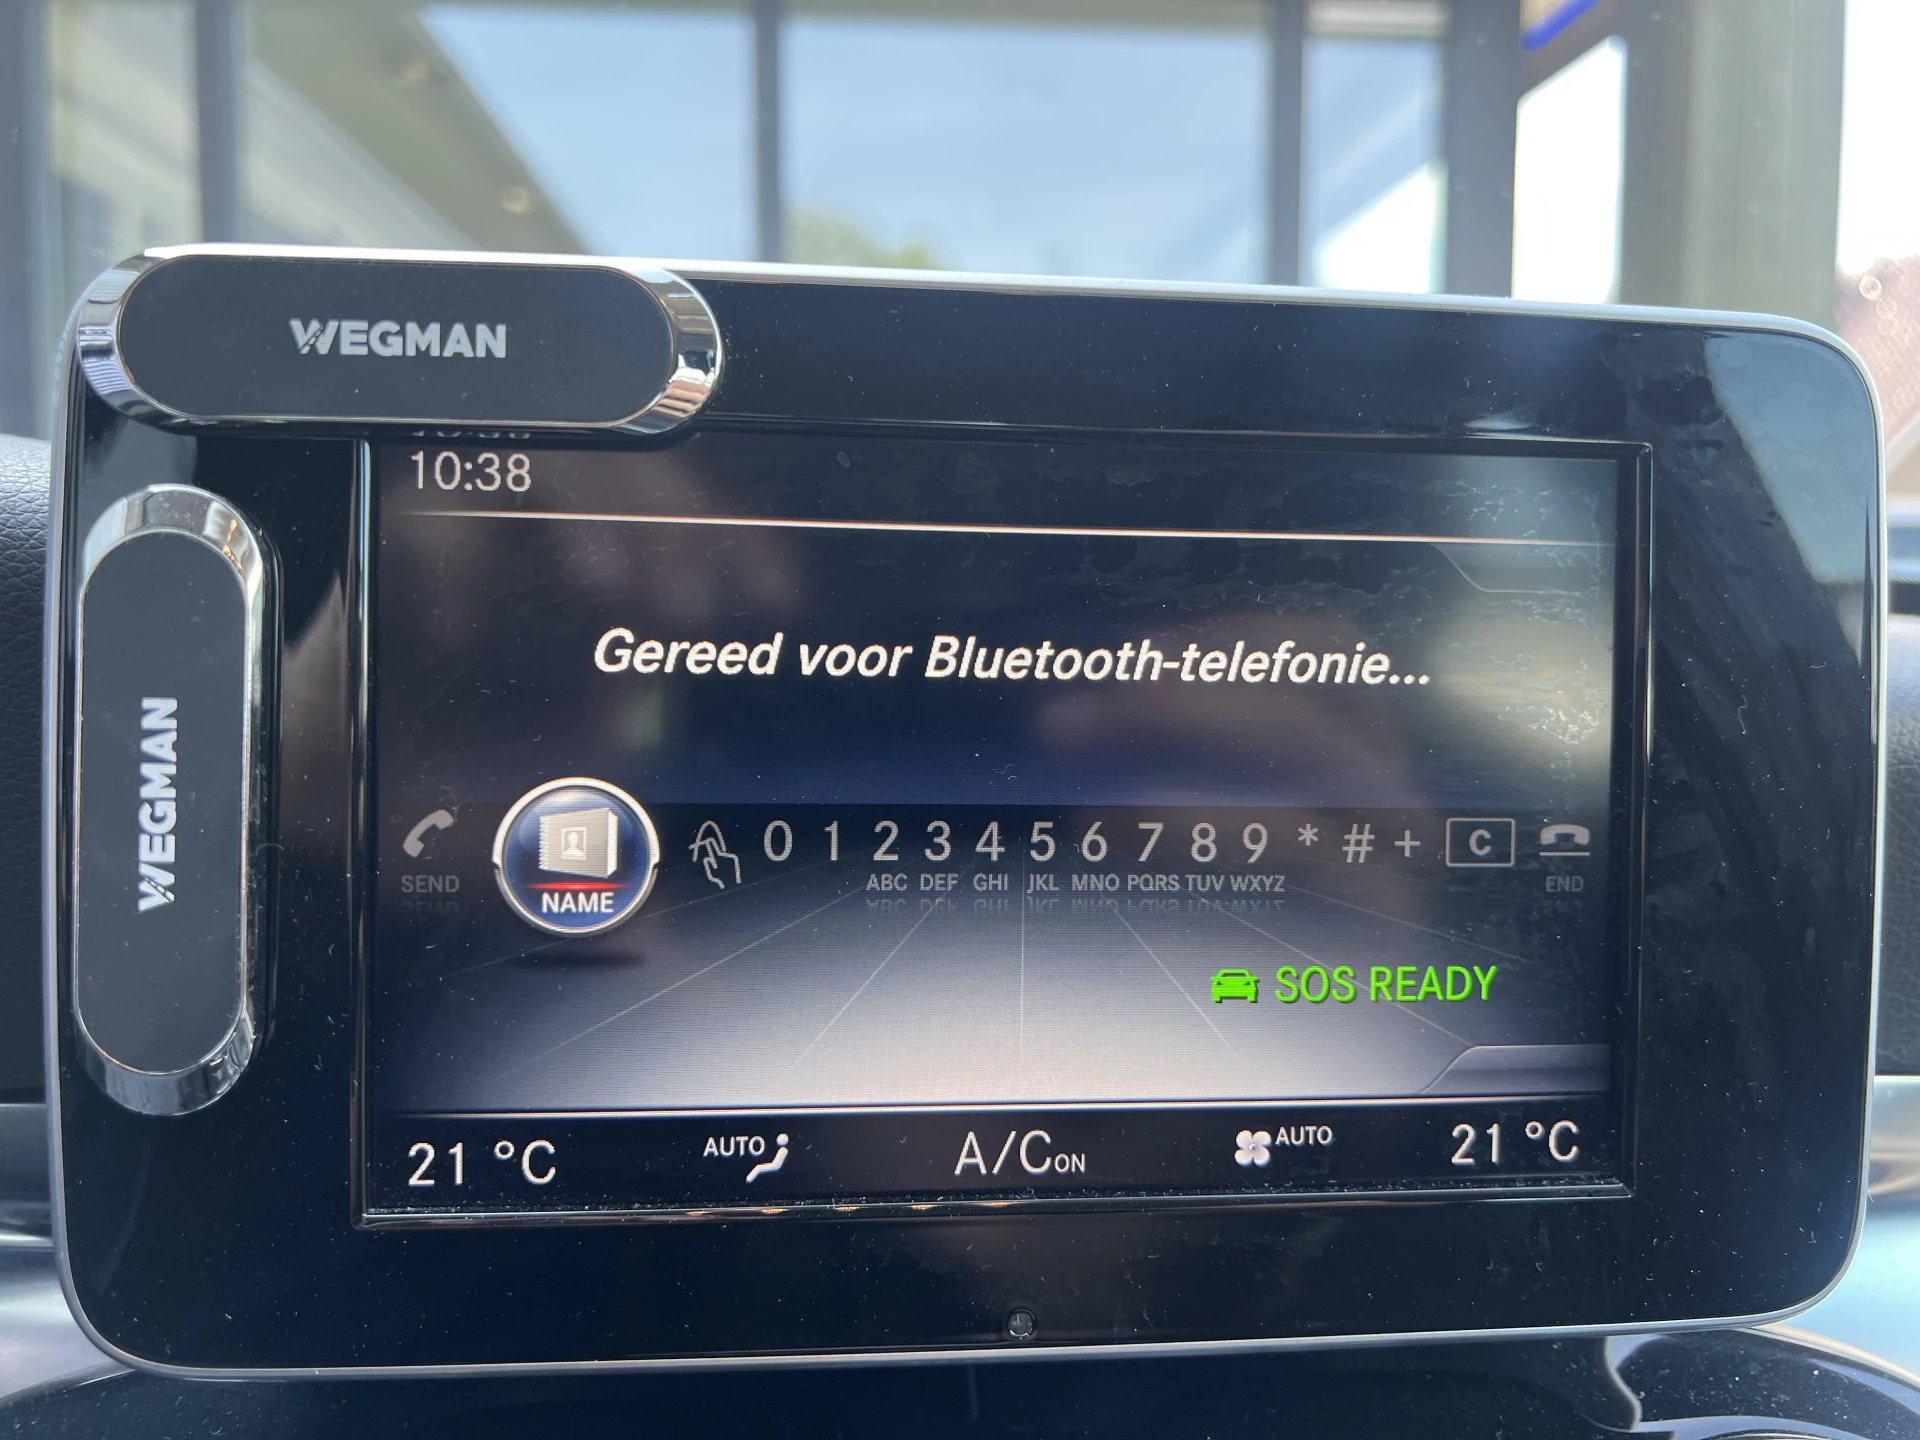 WEGMAN
WEGMAN
10:38
Gereed voor Bluetooth-telefonie...
SEND
NAME
0 1 2 3 4 5 6 7 8 9 * # + C
ABC DEF GHI JKL MNO PQRS TUV WXYZ
END
SOS READY
21 °C AUTO A/C ON AUTO 21 °C